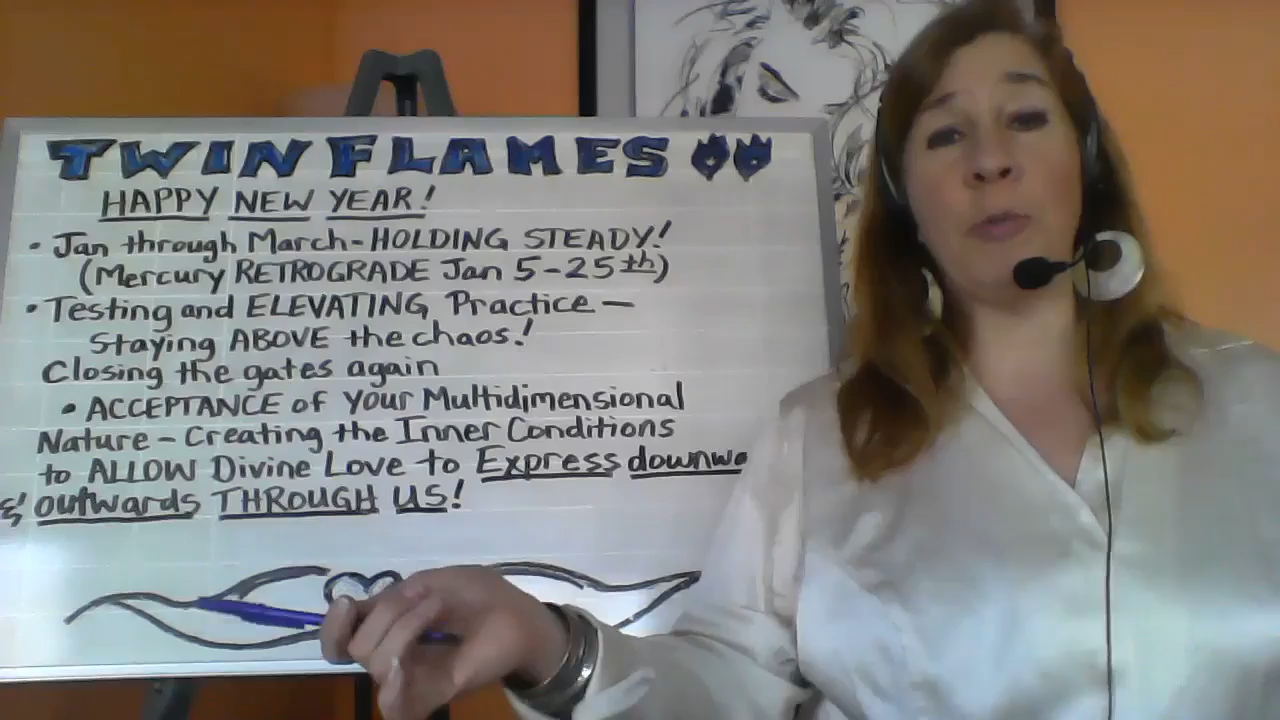 TWIN FLAMES
HAPPY NEW YEAR!
• Jan through March - HOLDING STEADY!
(Mercury RETROGRADE Jan 5-25th)
• Testing and ELEVATING Practice —
Staying ABOVE the chaos!
Closing the gates again
• ACCEPTANCE of your Multidimensional
Nature - Creating the Inner Conditions
to ALLOW Divine Love to Express
& outwards THROUGH US!